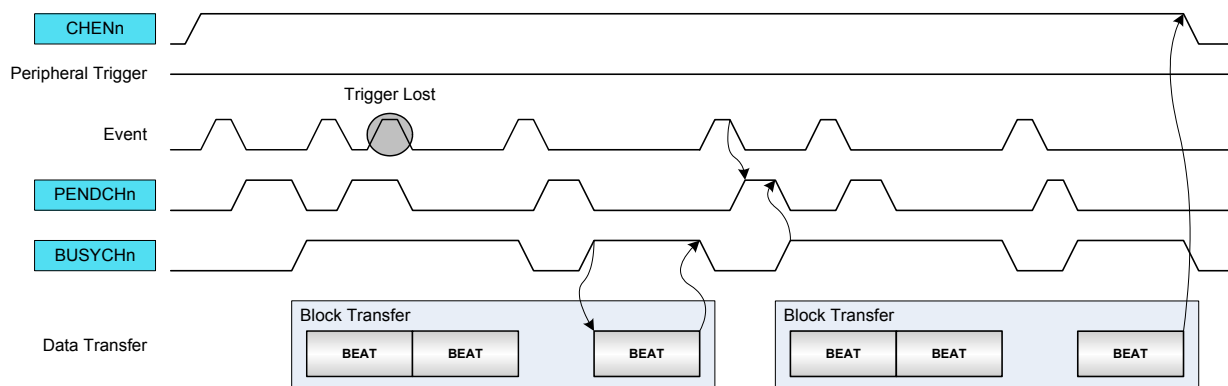 CHENn
Peripheral Trigger
Trigger Lost
Event
PENDCHn
BUSYCHn
Data Transfer
Block Transfer
BEAT BEAT BEAT
Block Transfer
BEAT BEAT BEAT